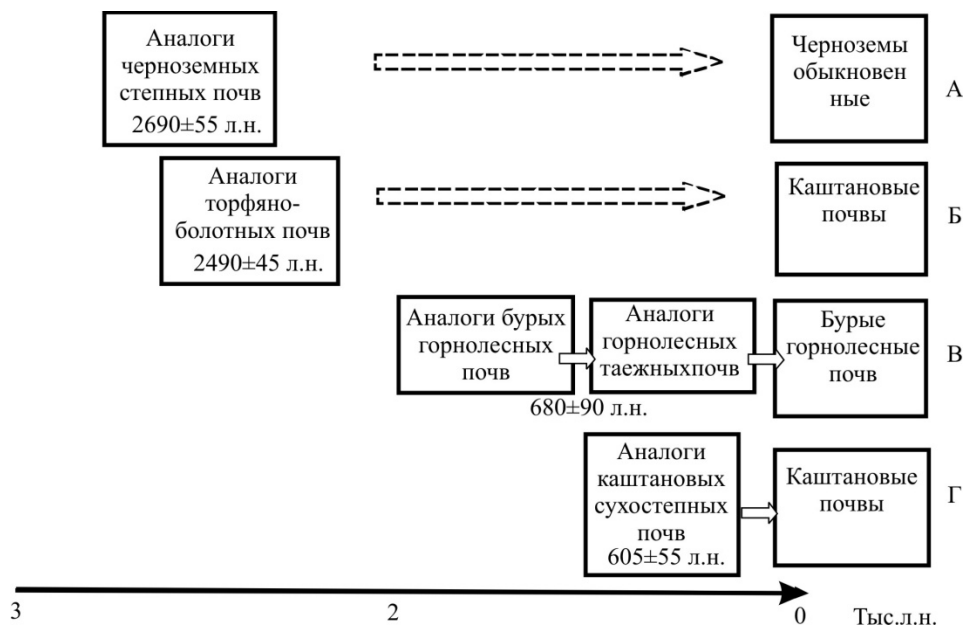 Аналоги
черноземных
степных почв
2690±55 л.н.
Черноземы
обыкновен
ные
А
Аналоги
торфяно-
болотных почв
2490±45 л.н.
Каштановые
почвы
Б
Аналоги бурых
горнолесных
почв
Аналоги
горнолесных
таежныхпочв
680±90 л.н.
Бурые
горнолесные
почв
В
Аналоги
каштановых
сухостепных
почв
605±55 л.н.
Каштановые
почвы
Г
3 2 0 Тыс.л.н.